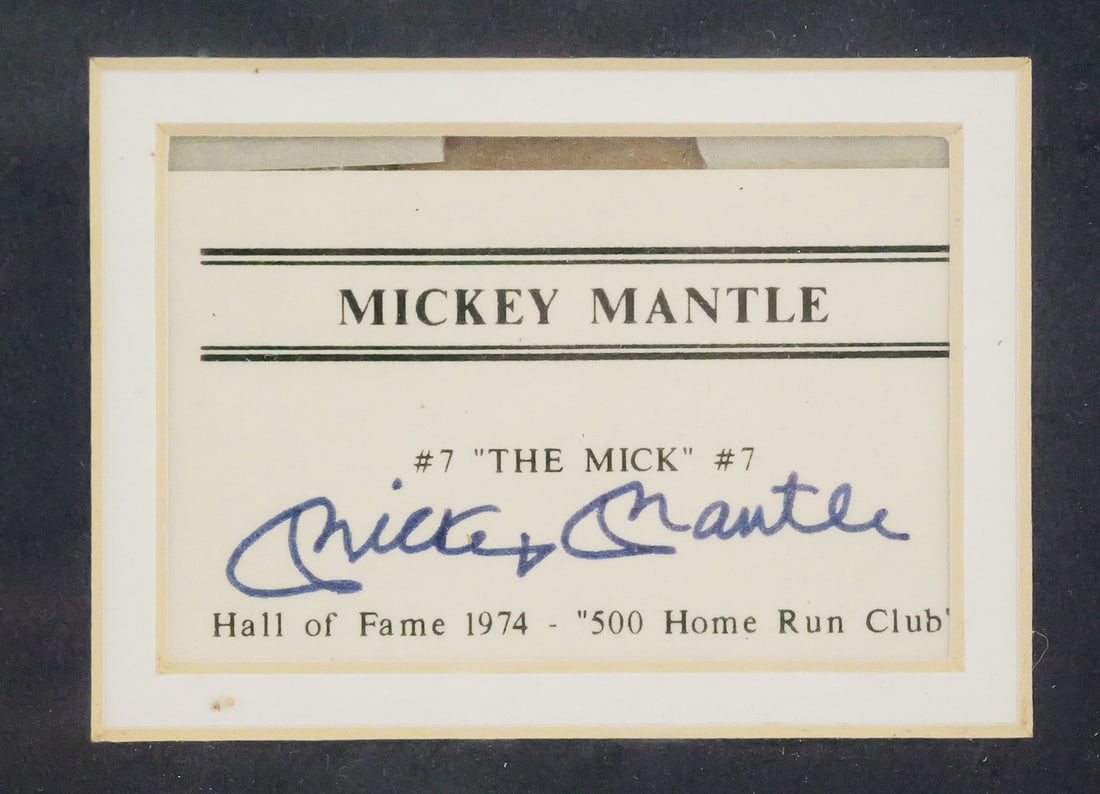 MICKEY MANTLE
#7 "THE MICK" #7
Mickey Mantle
Hall of Fame 1974 - "500 Home Run Club"